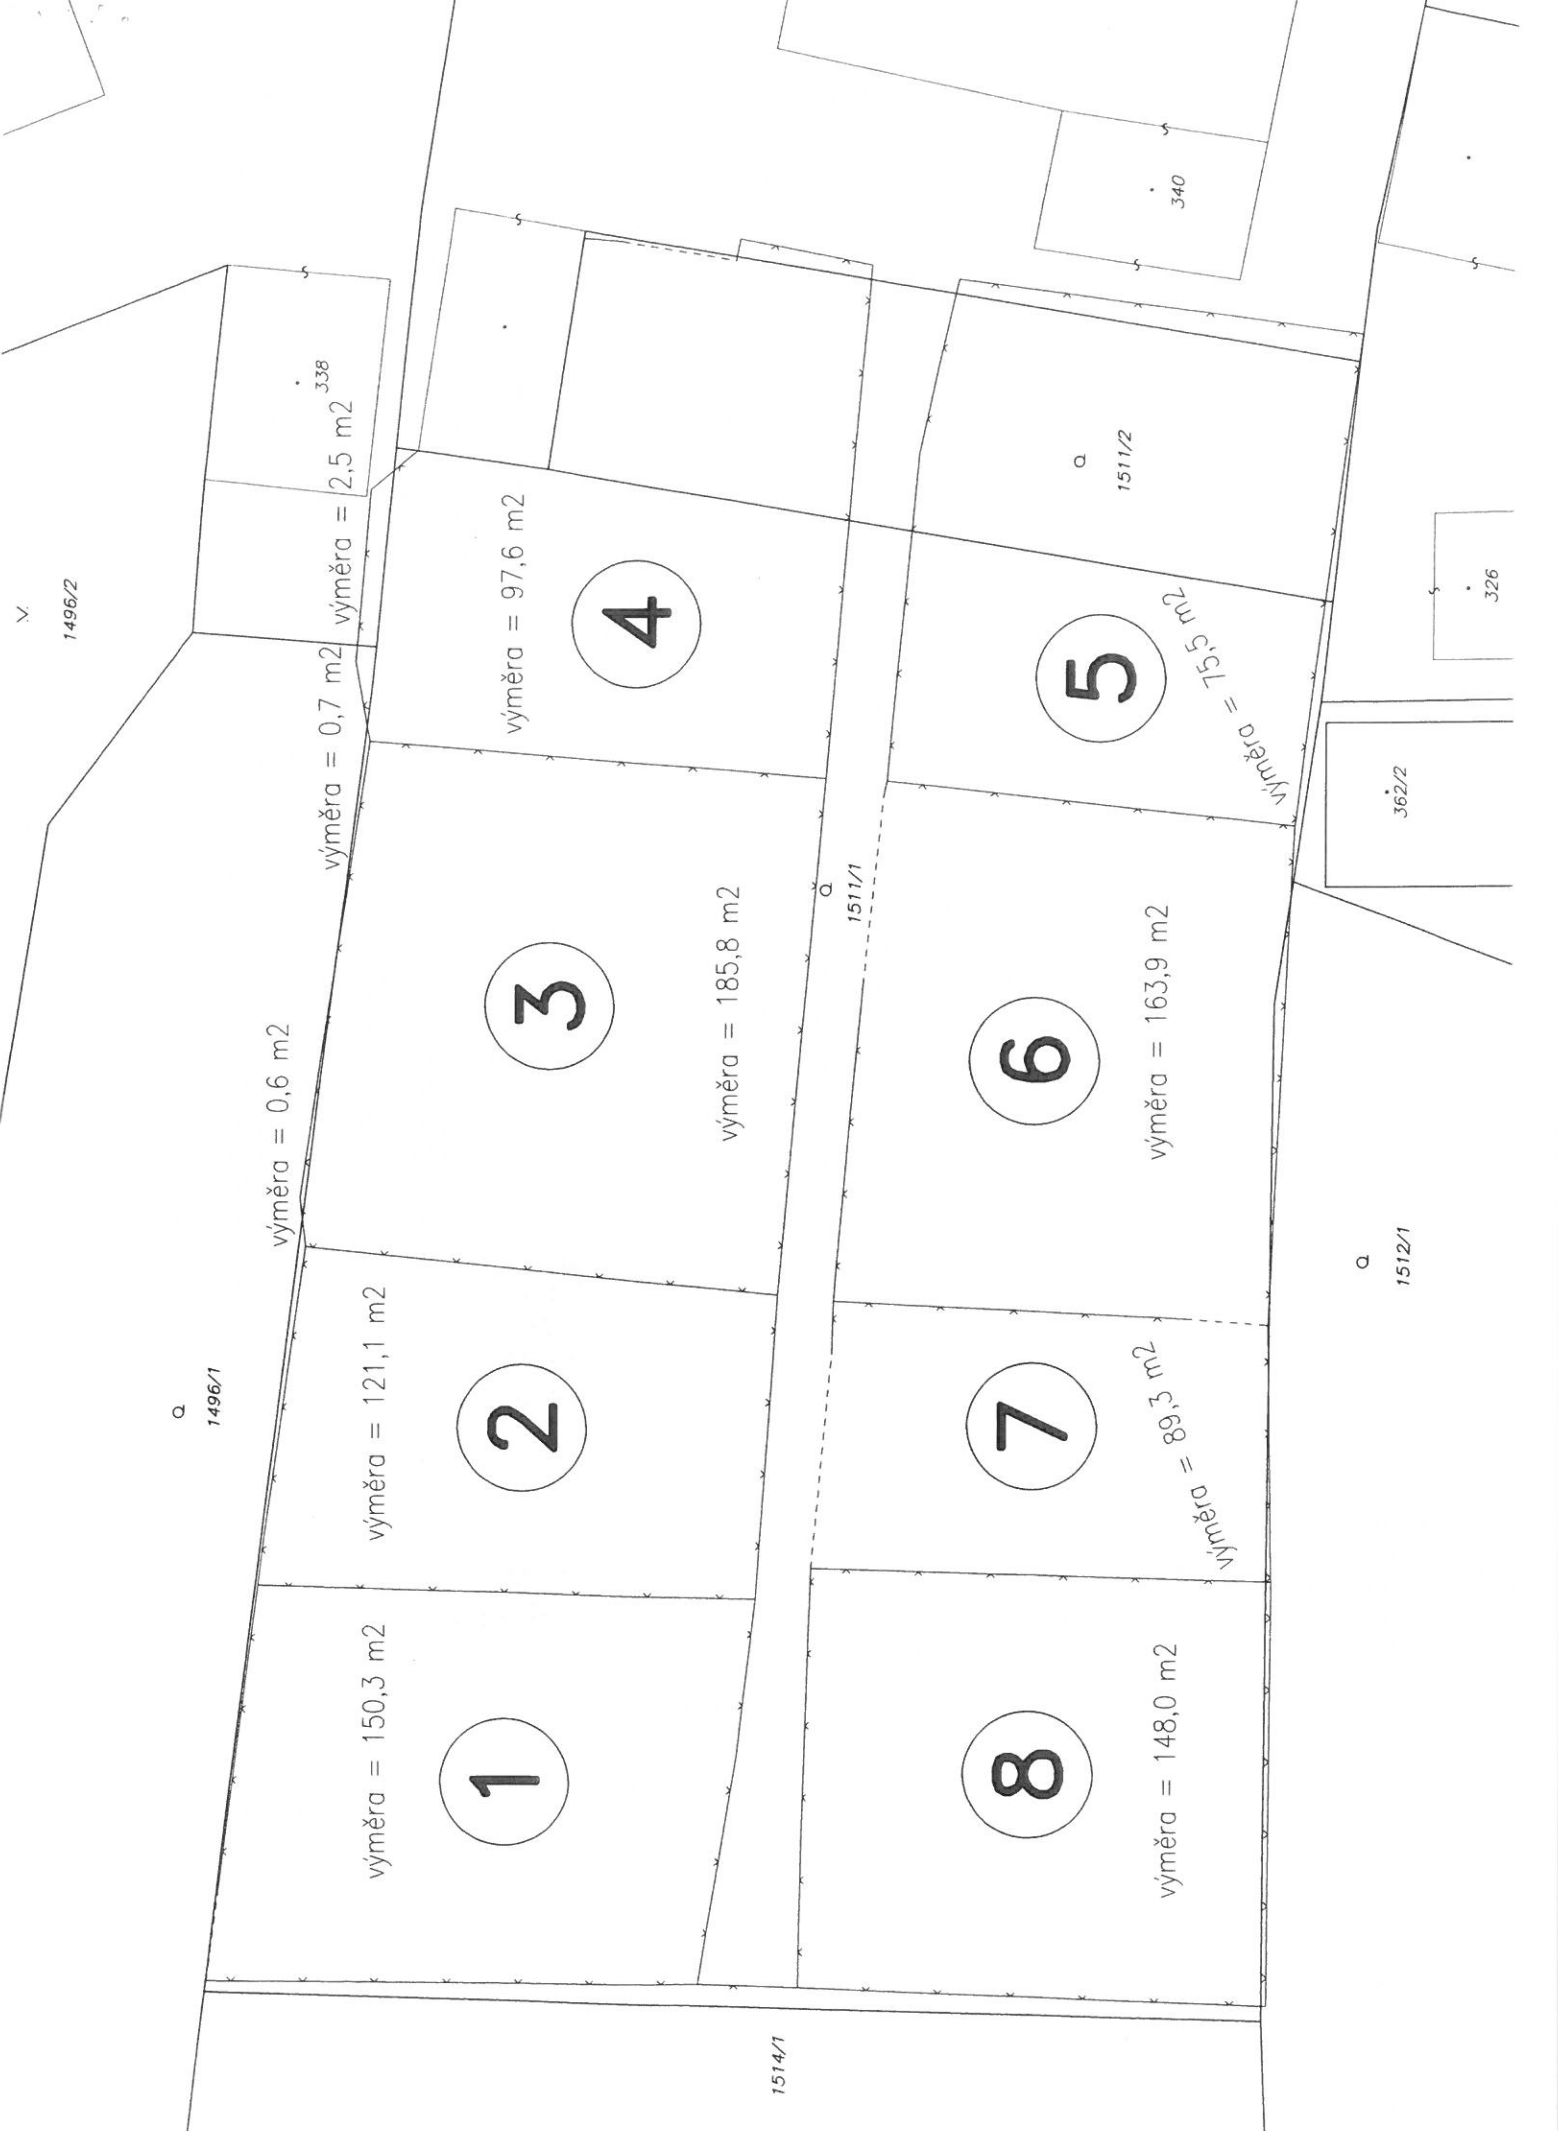 1496/2
338
výměra = 2,5 m2
výměra = 0,7 m2
výměra = 0,6 m2
1496/1
340
výměra = 97,6 m2
4
1511/2
5
výměra = 75,5 m2
326
362/2
3
výměra = 185,8 m2
1511/1
6
výměra = 163,9 m2
výměra = 121,1 m2
2
7
výměra = 89,3 m2
1512/1
výměra = 150,3 m2
1
8
výměra = 148,0 m2
1514/1